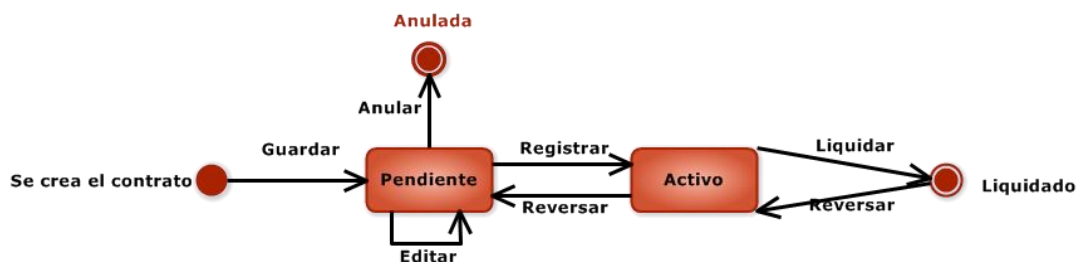 Anulada
Anular
Guardar
Registrar
Liquidar
Se crea el contrato
Pendiente
Activo
Liquidado
Reversar
Reversar
Editar